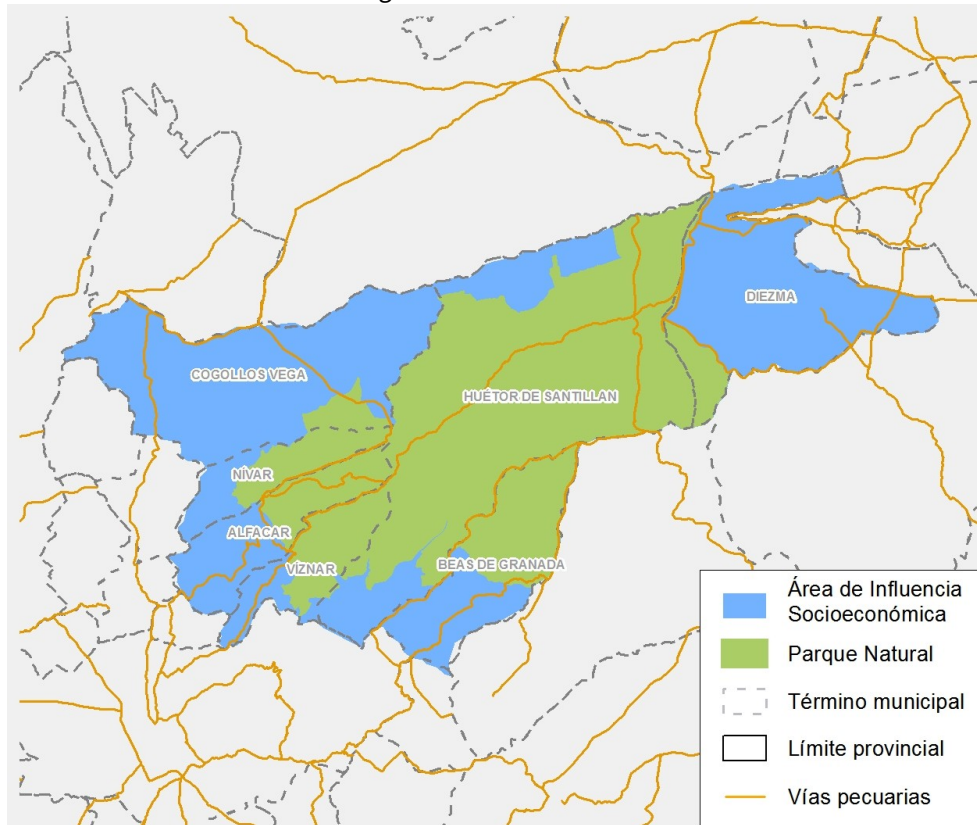 DIEZMA
COGOLLOS VEGA
HUÉTOR DE SANTILLAN
NÍVAR
ALFACAR
VÍZNAR
BEAS DE GRANADA
Área de Influencia
Socioeconómica
Parque Natural
Término municipal
Límite provincial
Vías pecuarias